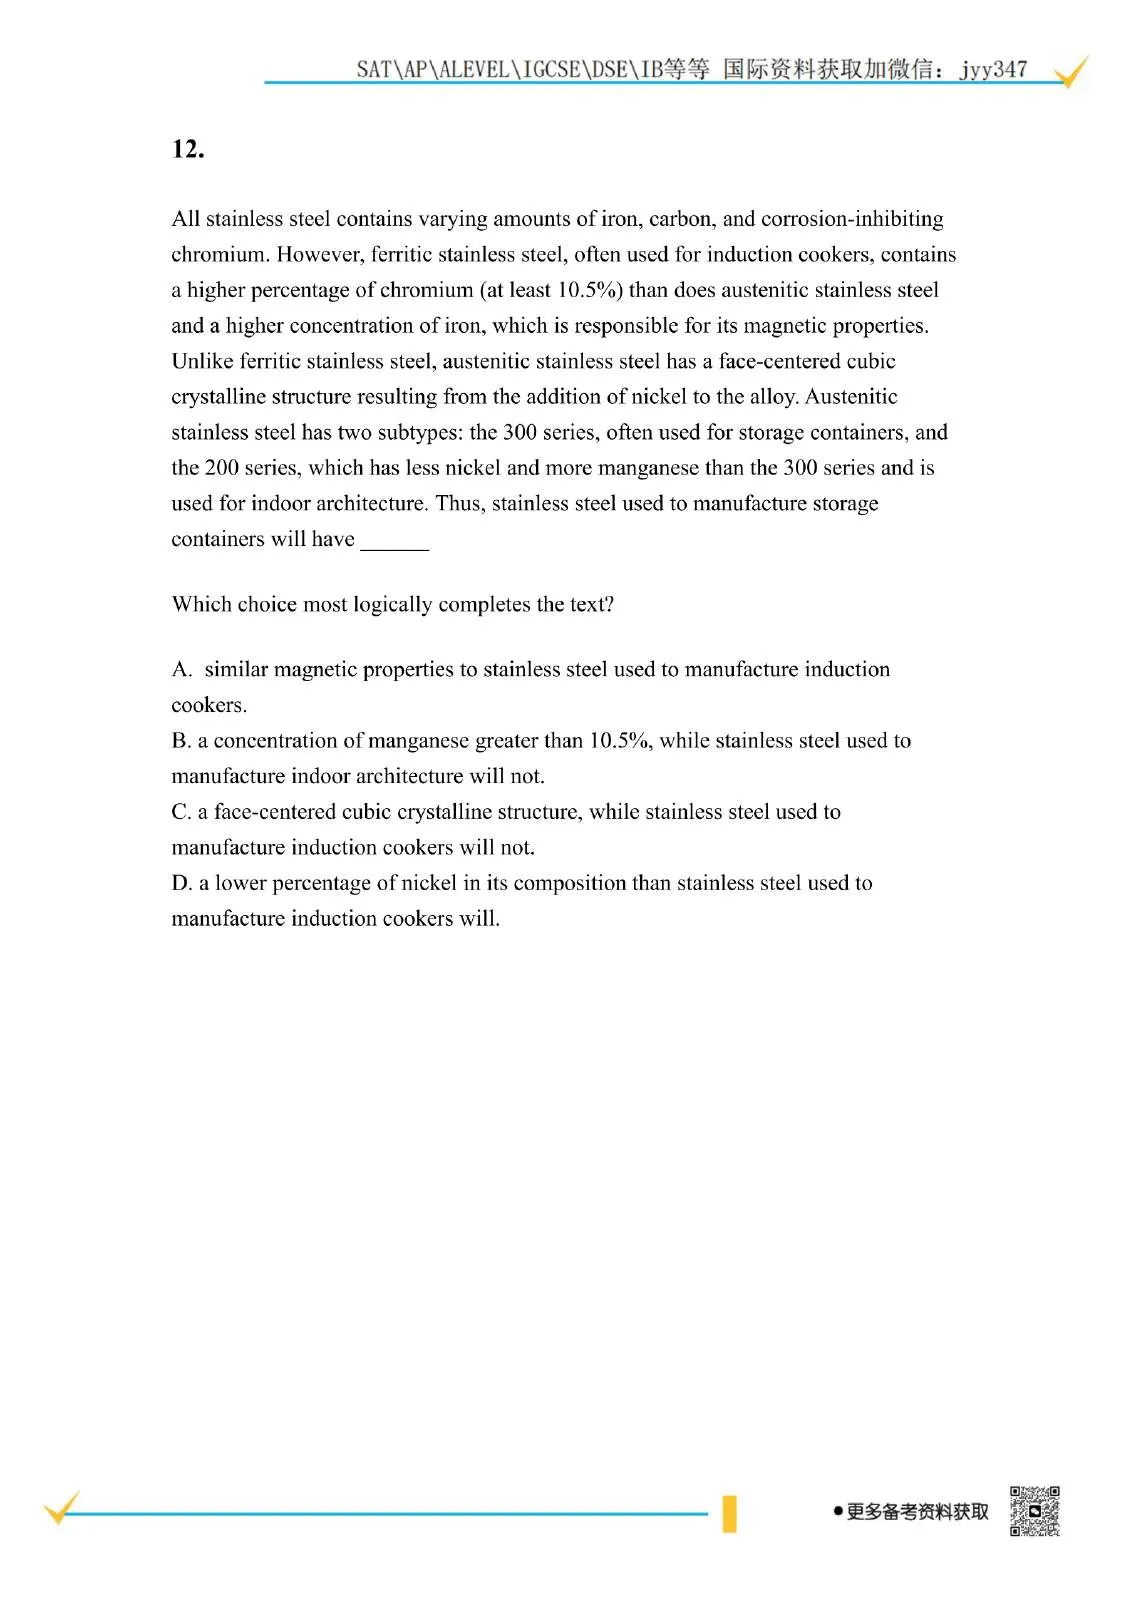 SAT\AP\ALEVEL\IGCSE\DSE\IB等等 国际资料获取加微信：jyy347
12.
All stainless steel contains varying amounts of iron, carbon, and corrosion-inhibiting
chromium. However, ferritic stainless steel, often used for induction cookers, contains
a higher percentage of chromium (at least 10.5%) than does austenitic stainless steel
and a higher concentration of iron, which is responsible for its magnetic properties.
Unlike ferritic stainless steel, austenitic stainless steel has a face-centered cubic
crystalline structure resulting from the addition of nickel to the alloy. Austenitic
stainless steel has two subtypes: the 300 series, often used for storage containers, and
the 200 series, which has less nickel and more manganese than the 300 series and is
used for indoor architecture. Thus, stainless steel used to manufacture storage
containers will have ______
Which choice most logically completes the text?
A. similar magnetic properties to stainless steel used to manufacture induction
cookers.
B. a concentration of manganese greater than 10.5%, while stainless steel used to
manufacture indoor architecture will not.
C. a face-centered cubic crystalline structure, while stainless steel used to
manufacture induction cookers will not.
D. a lower percentage of nickel in its composition than stainless steel used to
manufacture induction cookers will.
●更多备考资料获取